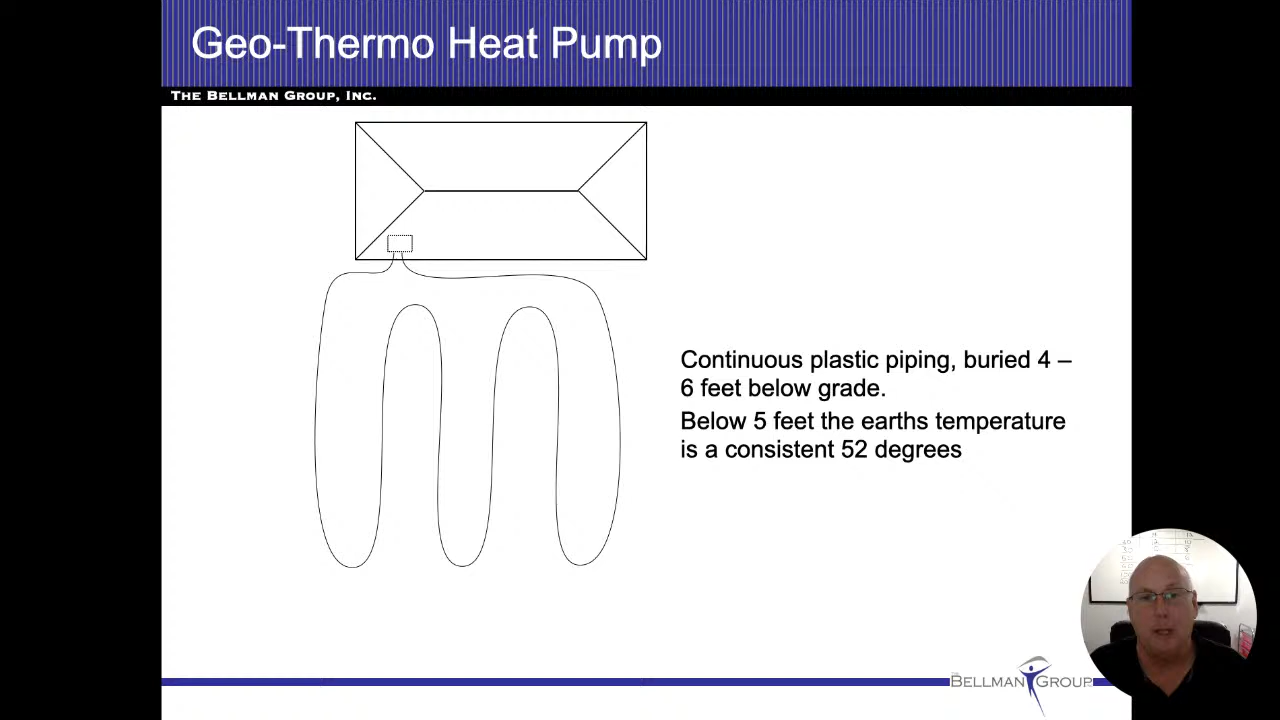 Geo-Thermo Heat Pump
THE BELLMAN GROUP, INC.
Continuous plastic piping, buried 4 –
6 feet below grade.
Below 5 feet the earths temperature
is a consistent 52 degrees
THE
BELLMAN GROUP